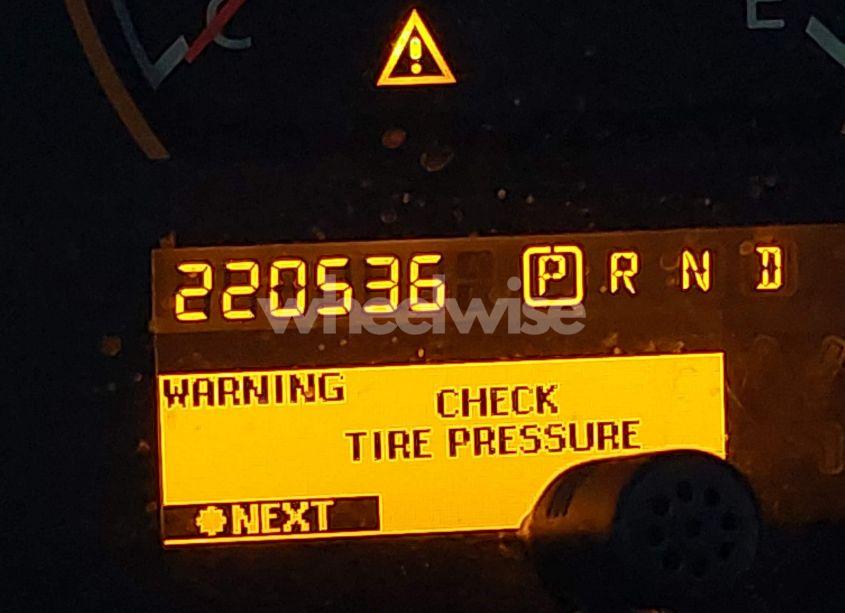 C
E
!
220536
P R N D
wheelwise
WARNING
CHECK
TIRE PRESSURE
NEXT